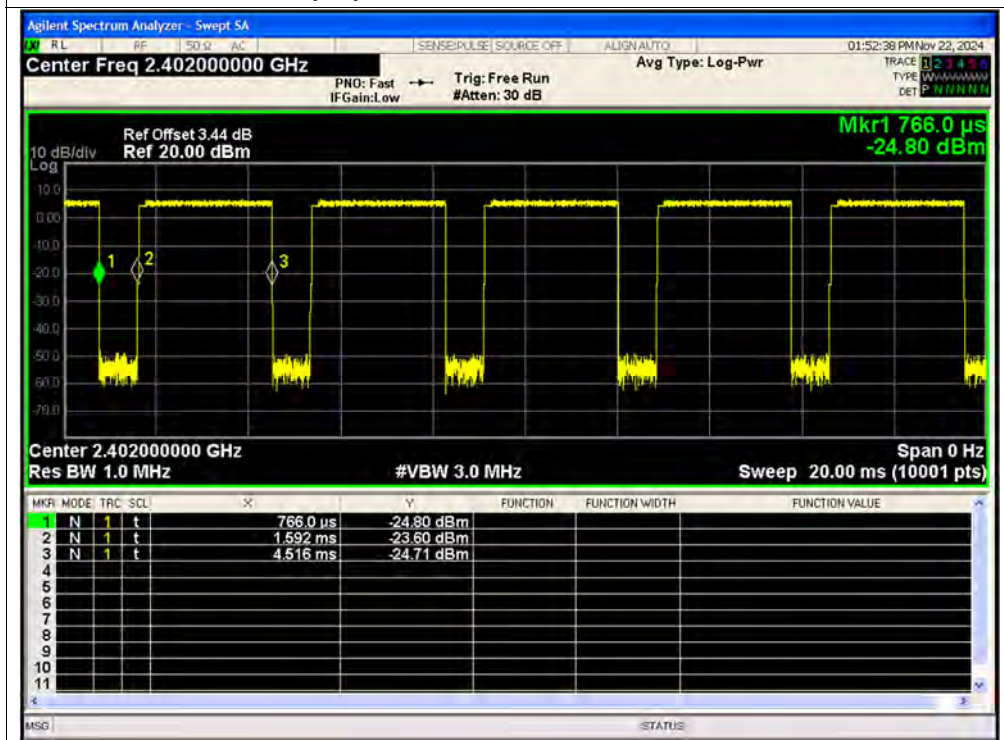 Agilent Spectrum Analyzer - Swept SA
RL RF 50 Ω AC SENSE:PULSE SOURCE OFF ALIGN AUTO 01:52:38 PM Nov 22, 2024
Center Freq 2.402000000 GHz Avg Type: Log-Pwr TRACE 1 2 3 4 5 6
PNO: Fast Trig: Free Run TYPE
IFGain:Low #Atten: 30 dB DET P N N N N N
Mkr1 766.0 µs
-24.80 dBm
Ref Offset 3.44 dB
10 dB/div Ref 20.00 dBm
Log
10.0
0.00
-10.0
-20.0
-30.0
-40.0
-50.0
-60.0
-70.0
1
2
3
Center 2.402000000 GHz Span 0 Hz
Res BW 1.0 MHz #VBW 3.0 MHz Sweep 20.00 ms (10001 pts)
MKR MODE TRC SCL X Y FUNCTION FUNCTION WIDTH FUNCTION VALUE
1 N 1 t 766.0 µs -24.80 dBm
2 N 1 t 1.592 ms -23.60 dBm
3 N 1 t 4.516 ms -24.71 dBm
4
5
6
7
8
9
10
11
MSG STATUS